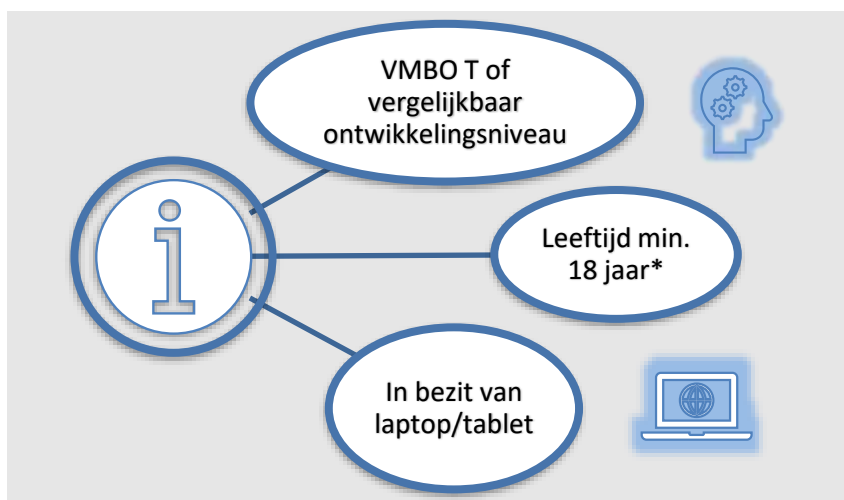 VMBO T of
vergelijkbaar
ontwikkelingsniveau
Leeftijd min.
18 jaar*
In bezit van
laptop/tablet